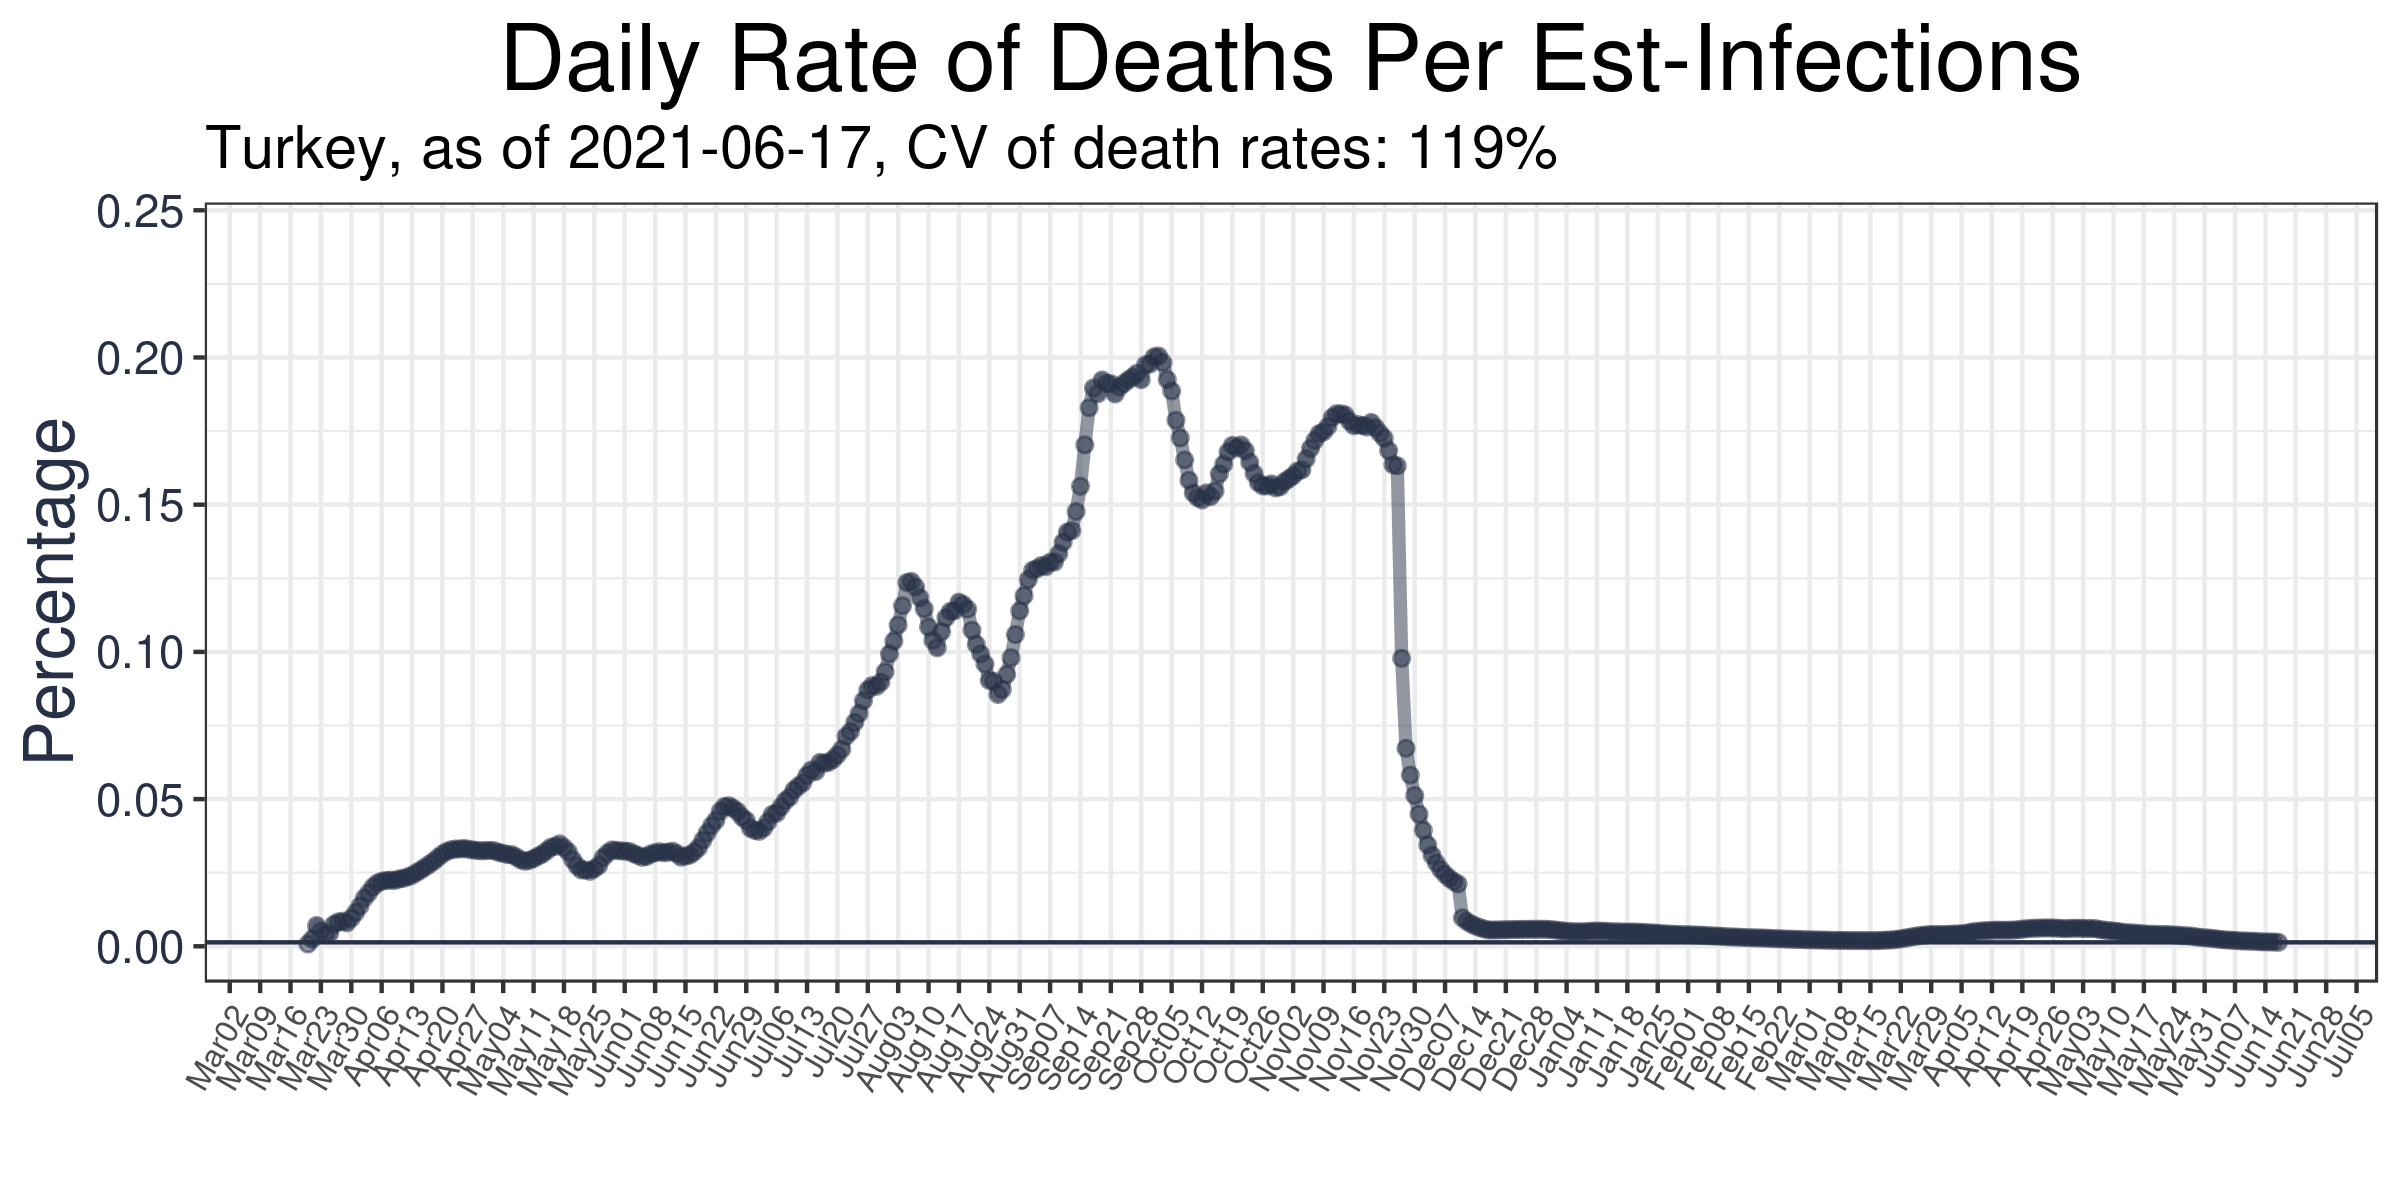 Daily Rate of Deaths Per Est-Infections
Turkey, as of 2021-06-17, CV of death rates: 119%
Percentage
0.25
0.20
0.15
0.10
0.05
0.00
Mar02
Mar09
Mar16
Mar23
Mar30
Apr06
Apr13
Apr20
Apr27
May04
May11
May18
May25
Jun01
Jun08
Jun15
Jun22
Jun29
Jul06
Jul13
Jul20
Jul27
Aug03
Aug10
Aug17
Aug24
Aug31
Sep07
Sep14
Sep21
Sep28
Oct05
Oct12
Oct19
Oct26
Nov02
Nov09
Nov16
Nov23
Nov30
Dec07
Dec14
Dec21
Dec28
Jan04
Jan11
Jan18
Jan25
Feb01
Feb08
Feb15
Feb22
Mar01
Mar08
Mar15
Mar22
Mar29
Apr05
Apr12
Apr19
Apr26
May03
May10
May17
May24
May31
Jun07
Jun14
Jun21
Jun28
Jul05